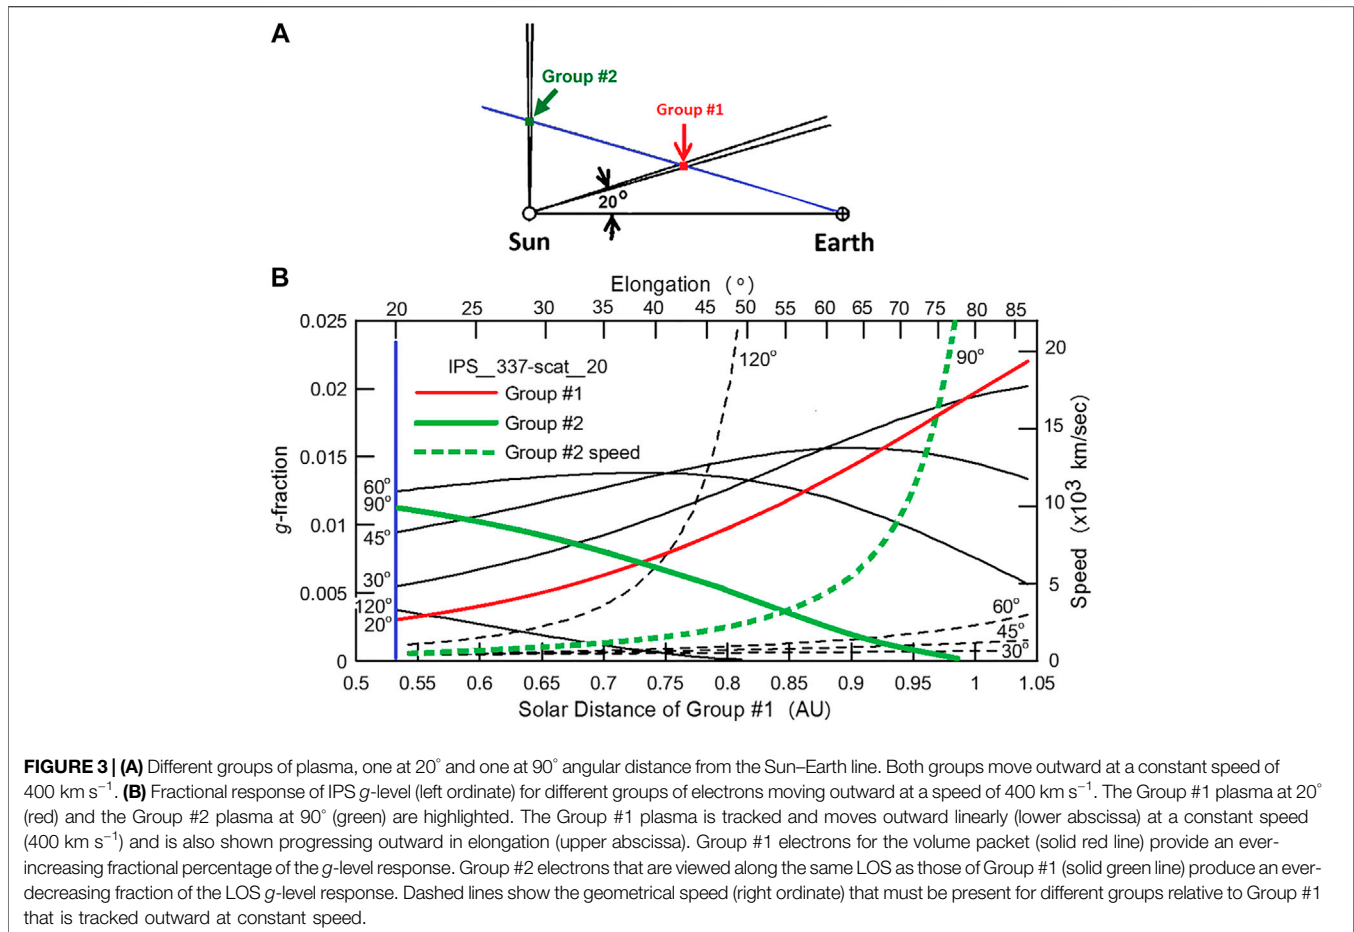 A
Group #2
Group #1
20°
Sun
Earth
B
Elongation (°)
20 25 30 35 40 45 50 55 60 65 70 75 80 85
0.025
0.02
0.015
0.01
0.005
0
g-fraction
IPS__337-scat__20
Group #1
Group #2
Group #2 speed
120°
90°
60°
90°
45°
30°
120°
20°
60°
45°
30°
20
15
10
5
0
Speed (x10³ km/sec)
0.5 0.55 0.6 0.65 0.7 0.75 0.8 0.85 0.9 0.95 1 1.05
Solar Distance of Group #1 (AU)
FIGURE 3 | (A) Different groups of plasma, one at 20° and one at 90° angular distance from the Sun–Earth line. Both groups move outward at a constant speed of
400 km s⁻¹. (B) Fractional response of IPS g-level (left ordinate) for different groups of electrons moving outward at a speed of 400 km s⁻¹. The Group #1 plasma at 20°
(red) and the Group #2 plasma at 90° (green) are highlighted. The Group #1 plasma is tracked and moves outward linearly (lower abscissa) at a constant speed
(400 km s⁻¹) and is also shown progressing outward in elongation (upper abscissa). Group #1 electrons for the volume packet (solid red line) provide an ever-
increasing fractional percentage of the g-level response. Group #2 electrons that are viewed along the same LOS as those of Group #1 (solid green line) produce an ever-
decreasing fraction of the LOS g-level response. Dashed lines show the geometrical speed (right ordinate) that must be present for different groups relative to Group #1
that is tracked outward at constant speed.